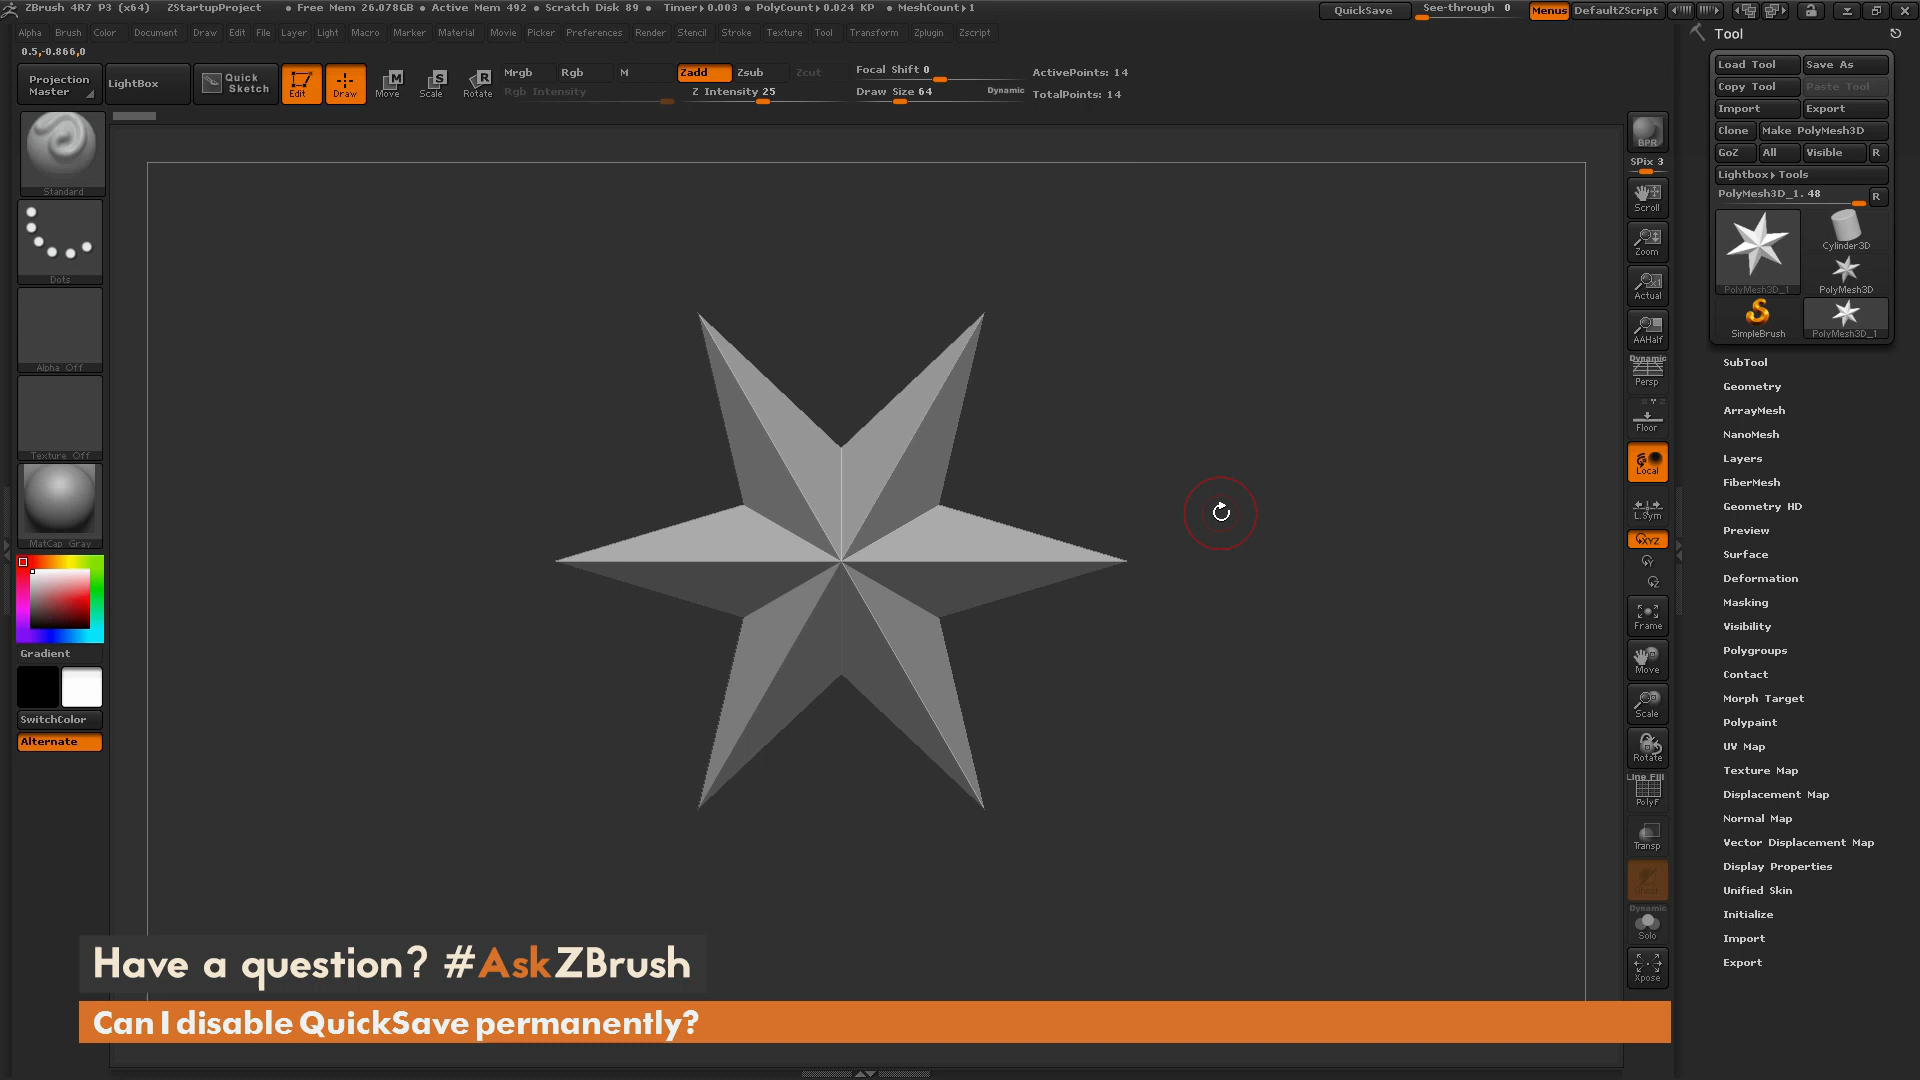 ZBrush 4R7 P3 (x64) ZStartupProject • Free Mem 26.078GB • Active Mem 492 • Scratch Disk 89 • Timer▸0.003 • PolyCount▸0.024 KP • MeshCount▸1 QuickSave See-through 0 Menus DefaultZScript
Alpha Brush Color Document Draw Edit File Layer Light Macro Marker Material Movie Picker Preferences Render Stencil Stroke Texture Tool Transform Zplugin Zscript
0.5,-0.866,0
Projection Master
LightBox
Quick Sketch
Edit
Draw
Move
Scale
Rotate
Mrgb Rgb M Zadd Zsub Zcut
Rgb Intensity Z Intensity 25
Focal Shift 0
Draw Size 64 Dynamic
ActivePoints: 14
TotalPoints: 14
Standard
Dots
Alpha Off
Texture Off
MatCap Gray
Gradient
SwitchColor
Alternate
BPR
SPix 3
Scroll
Zoom
Actual
AAHalf
Dynamic
Persp
Floor
Local
L.Sym
XYZ
Y
Z
Frame
Move
Scale
Rotate
Line Fill
PolyF
Transp
Ghost
Dynamic
Solo
Xpose
Tool
Load Tool Save As
Copy Tool Paste Tool
Import Export
Clone Make PolyMesh3D
GoZ All Visible R
Lightbox▸Tools
PolyMesh3D_1. 48 R
PolyMesh3D_1
Cylinder3D
PolyMesh3D
SimpleBrush
PolyMesh3D_1
SubTool
Geometry
ArrayMesh
NanoMesh
Layers
FiberMesh
Geometry HD
Preview
Surface
Deformation
Masking
Visibility
Polygroups
Contact
Morph Target
Polypaint
UV Map
Texture Map
Displacement Map
Normal Map
Vector Displacement Map
Display Properties
Unified Skin
Initialize
Import
Export
Have a question? #AskZBrush
Can I disable QuickSave permanently?